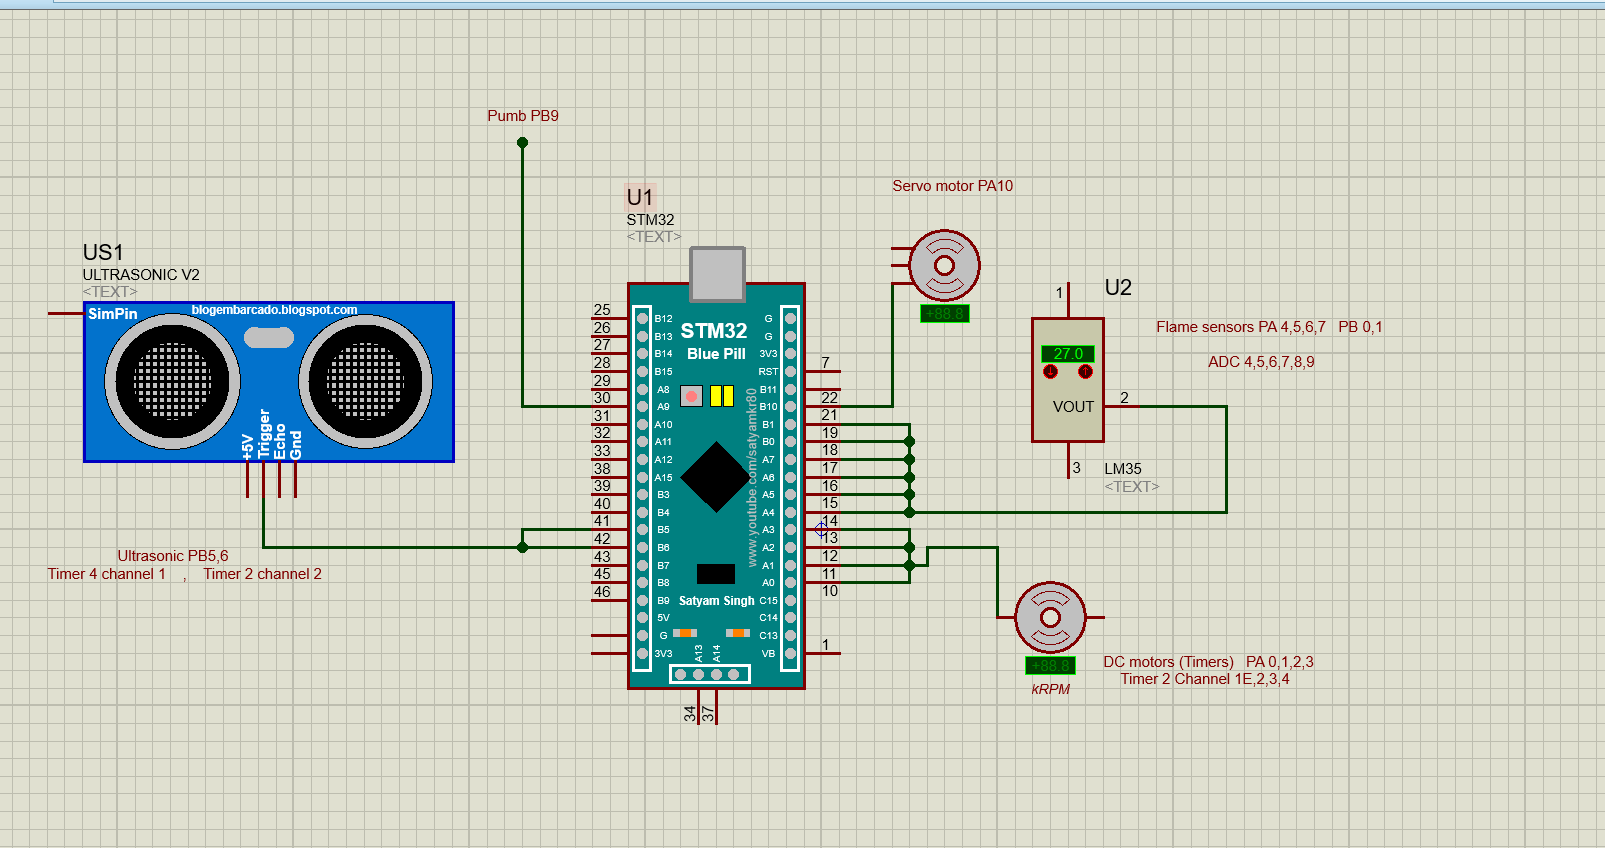 Pumb PB9
Servo motor PA10
U1
STM32
<TEXT>
US1
ULTRASONIC V2
<TEXT>
SimPin
blogembarcado.blogspot.com
+5V
Trigger
Echo
Gnd
Ultrasonic PB5,6
Timer 4 channel 1 , Timer 2 channel 2
STM32
Blue Pill
www.youtube.com/satyamkr80
Satyam Singh
25 B12
26 B13
27 B14
28 B15
29 A8
30 A9
31 A10
32 A11
33 A12
38 A15
39 B3
40 B4
41 B5
42 B6
43 B7
45 B8
46 B9
5V
G
3V3
G
G
3V3
RST 7
B11
B10 22
B1 21
B0 19
A7 18
A6 17
A5 16
A4 15
A3 14
A2 13
A1 12
A0 11
C15 10
C14
C13
VB 1
A13
A14
34
37
+88.8
U2
1
27.0
VOUT
2
3
LM35
<TEXT>
Flame sensors PA 4,5,6,7 PB 0,1
ADC 4,5,6,7,8,9
+88.8
kRPM
DC motors (Timers) PA 0,1,2,3
Timer 2 Channel 1E,2,3,4